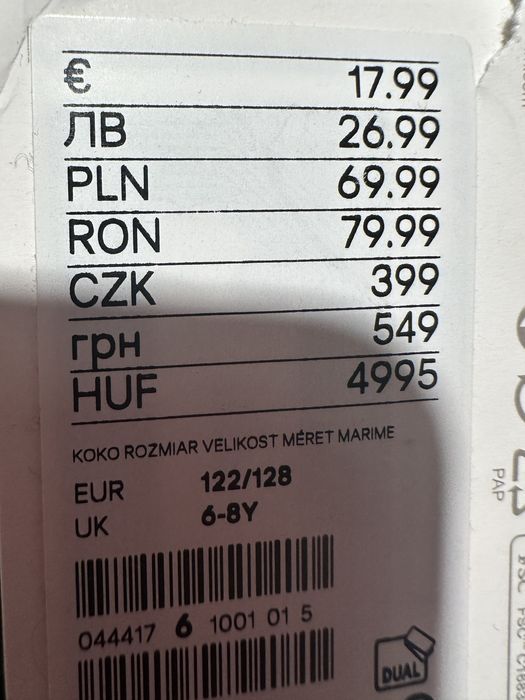 € 17.99
ЛВ 26.99
PLN 69.99
RON 79.99
CZK 399
грн 549
HUF 4995
KOKO ROZMIAR VELIKOST MÉRET MARIME
EUR 122/128
UK 6-8Y
044417 6 1001 01 5
DUAL
PAP